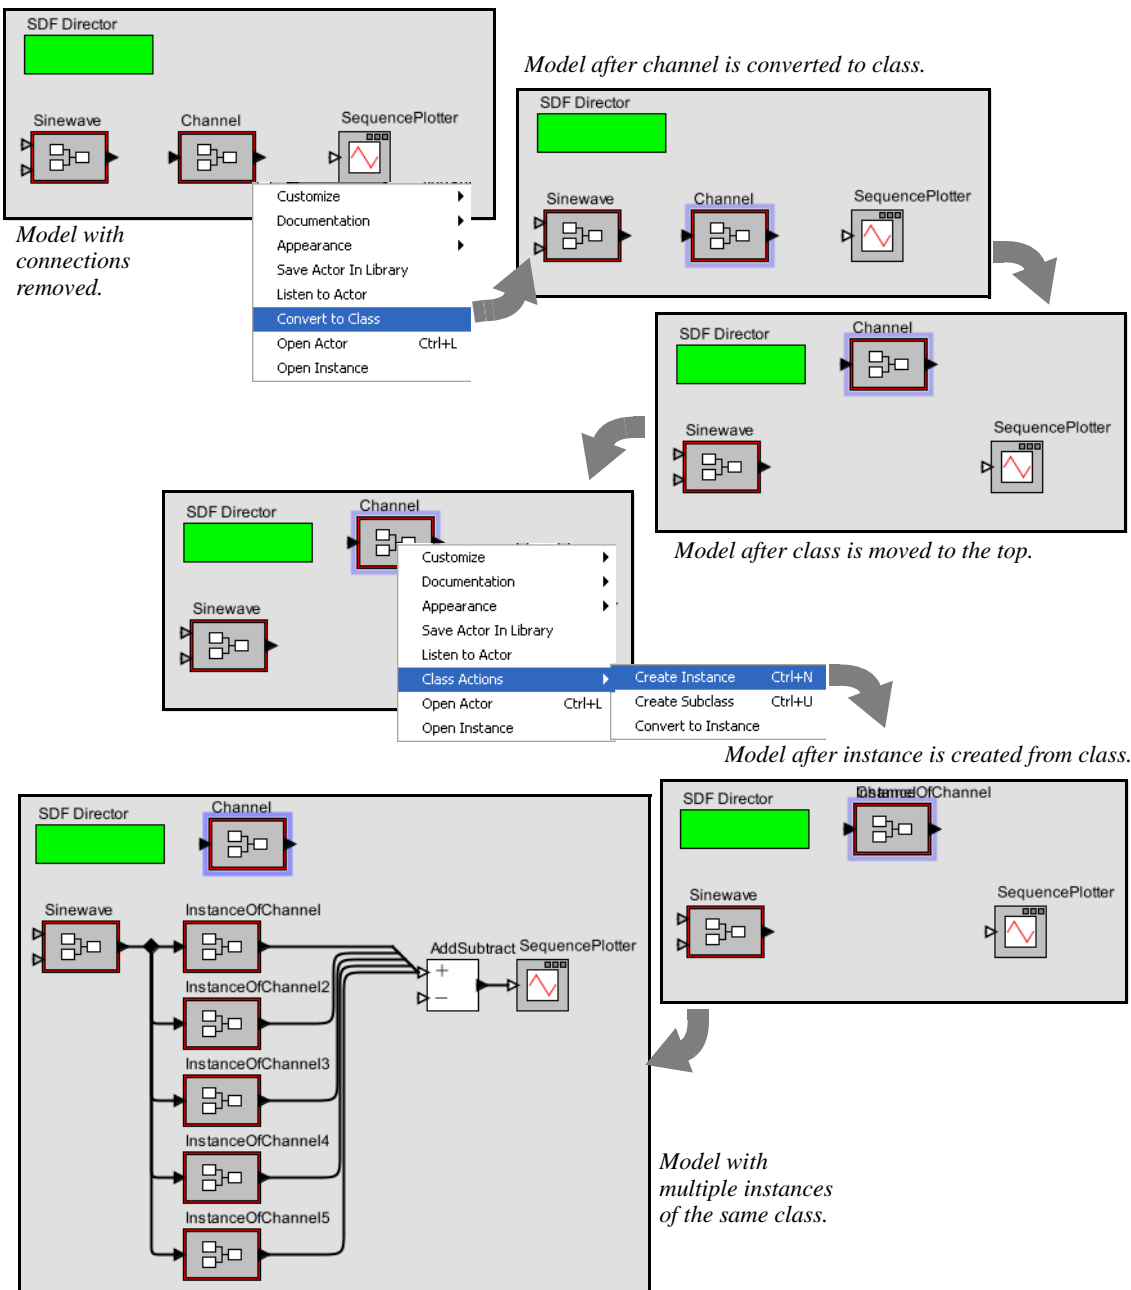 SDF Director
Sinewave
Channel
SequencePlotter
Customize
Documentation
Appearance
Save Actor In Library
Listen to Actor
Convert to Class
Open Actor Ctrl+L
Open Instance
Model with
connections
removed.
Model after channel is converted to class.
SDF Director
Sinewave
Channel
SequencePlotter
SDF Director
Channel
Sinewave
SequencePlotter
Model after class is moved to the top.
SDF Director
Channel
Sinewave
Customize
Documentation
Appearance
Save Actor In Library
Listen to Actor
Class Actions
Open Actor Ctrl+L
Open Instance
Create Instance Ctrl+N
Create Subclass Ctrl+U
Convert to Instance
Model after instance is created from class.
SDF Director
InstanceOfChannel
Channel
Sinewave
SequencePlotter
SDF Director
Channel
Sinewave
InstanceOfChannel
InstanceOfChannel2
InstanceOfChannel3
InstanceOfChannel4
InstanceOfChannel5
AddSubtract
+
−
SequencePlotter
Model with
multiple instances
of the same class.